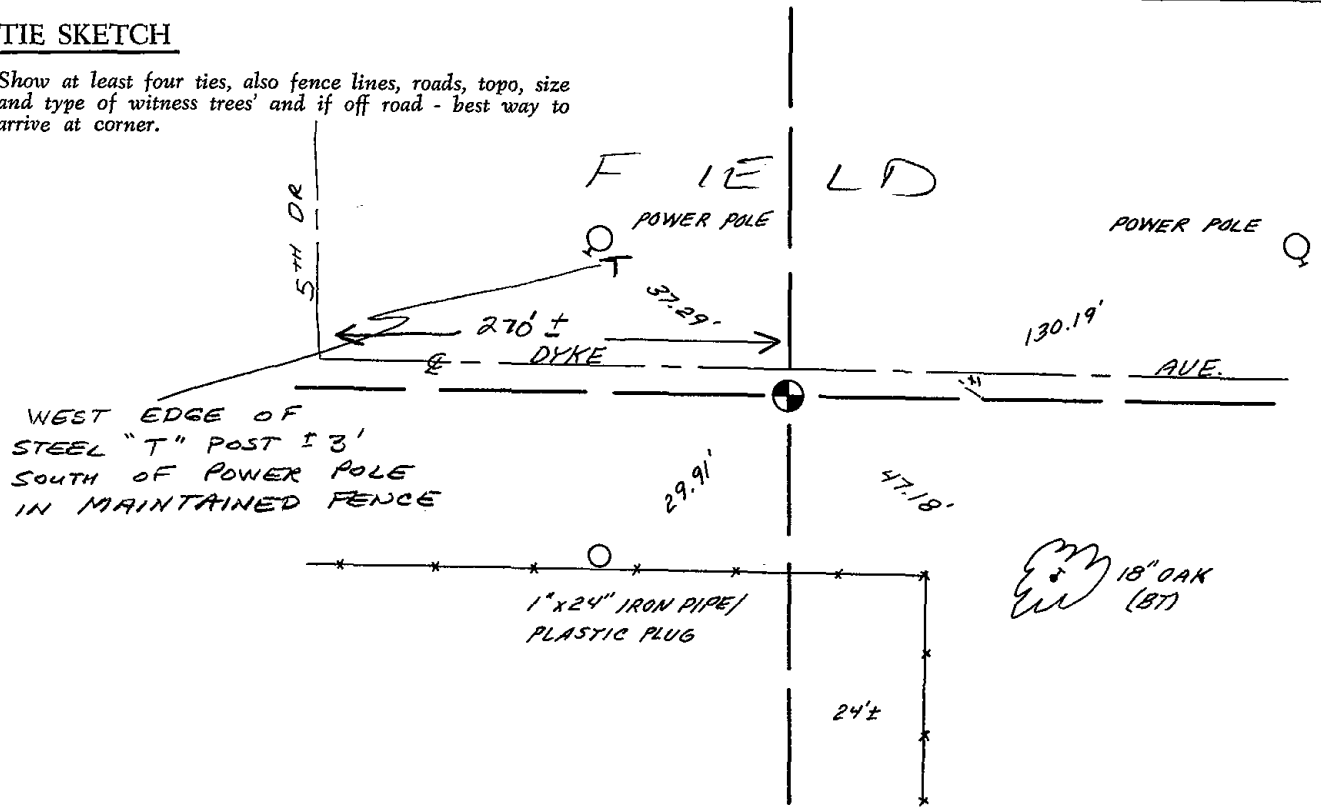 TIE SKETCH
Show at least four ties, also fence lines, roads, topo, size
and type of witness trees' and if off road - best way to
arrive at corner.
F IE L D
5TH DR
POWER POLE
POWER POLE
T
37.29'
270' ±
130.19'
℄ DYKE AVE.
WEST EDGE OF
STEEL "T" POST ± 3'
SOUTH OF POWER POLE
IN MAINTAINED FENCE
29.91'
47.18'
1" x 24" IRON PIPE/
PLASTIC PLUG
18" OAK
(BT)
24'±